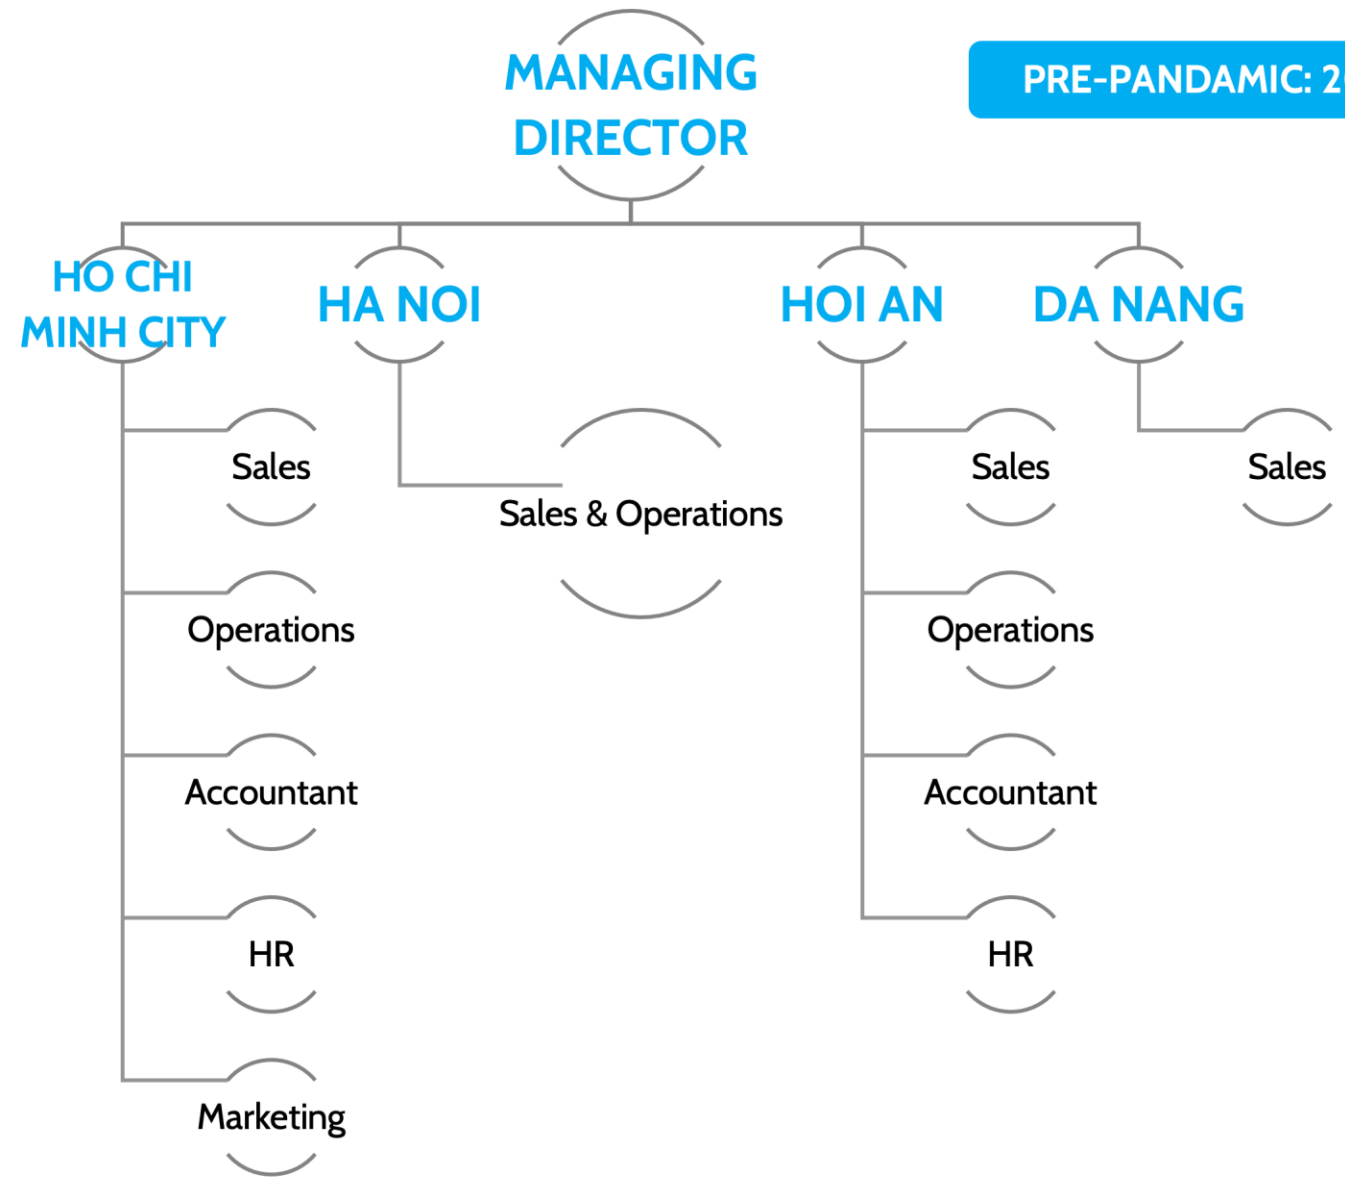 MANAGING
DIRECTOR
PRE-PANDAMIC:
HO CHI
MINH CITY
HA NOI
HOI AN
DA NANG
Sales
Sales & Operations
Sales
Sales
Operations
Operations
Accountant
Accountant
HR
HR
Marketing